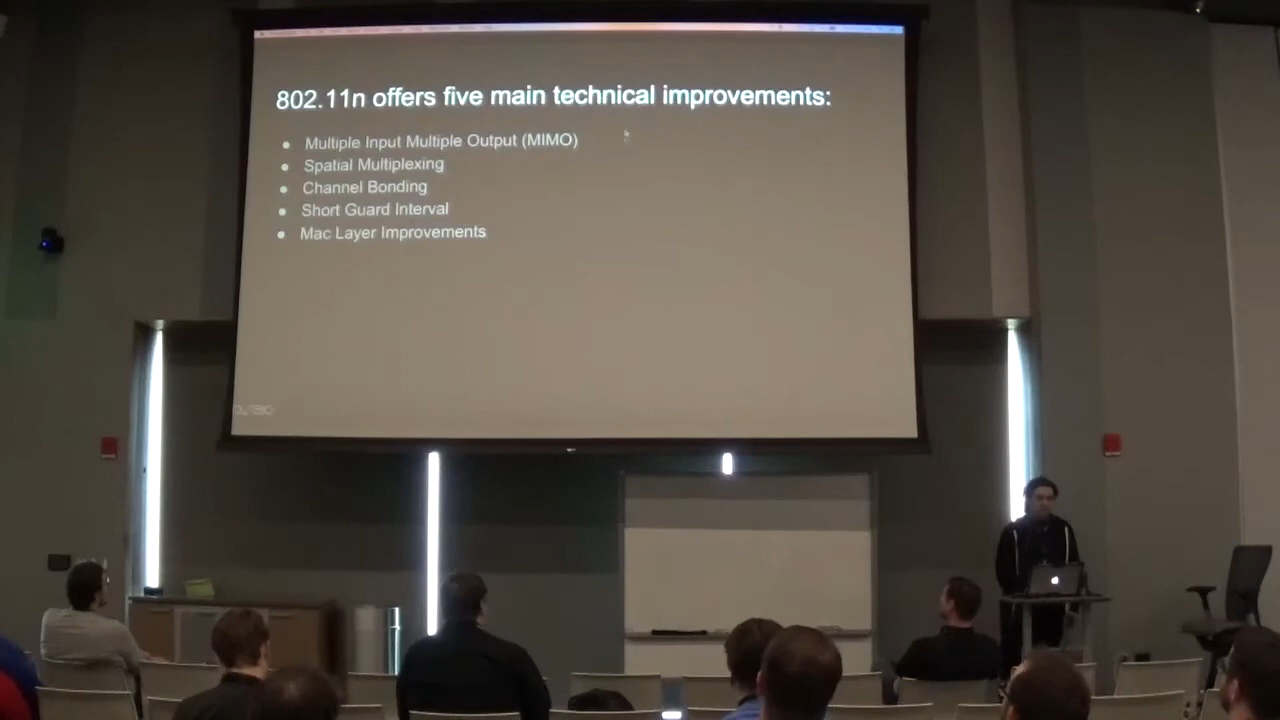 802.11n offers five main technical improvements:
● Multiple Input Multiple Output (MIMO)
● Spatial Multiplexing
● Channel Bonding
● Short Guard Interval
● Mac Layer Improvements